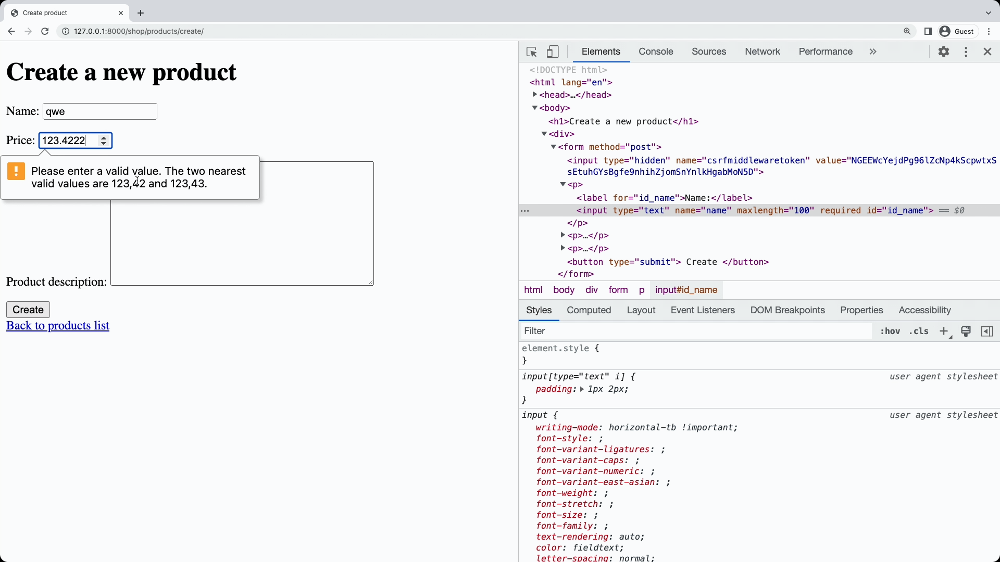 Create product
127.0.0.1:8000/shop/products/create/
Guest
Create a new product
Name: qwe
Price: 123.4222
Please enter a valid value. The two nearest
valid values are 123,42 and 123,43.
Product description:
Create
Back to products list
Elements Console Sources Network Performance »
<!DOCTYPE html>
<html lang="en">
<head>…</head>
<body>
<h1>Create a new product</h1>
<div>
<form method="post">
<input type="hidden" name="csrfmiddlewaretoken" value="NGEEWcYejdPg96lZcNp4kScpwtxS
sEtuhGYsBgfe9nhihZjomSnYnlkHgabMoN5D">
<p>
<label for="id_name">Name:</label>
<input type="text" name="name" maxlength="100" required id="id_name"> == $0
</p>
<p>…</p>
<p>…</p>
<button type="submit"> Create </button>
</form>
html body div form p input#id_name
Styles Computed Layout Event Listeners DOM Breakpoints Properties Accessibility
Filter :hov .cls
element.style {
}
input[type="text" i] { user agent stylesheet
padding: 1px 2px;
}
input { user agent stylesheet
writing-mode: horizontal-tb !important;
font-style: ;
font-variant-ligatures: ;
font-variant-caps: ;
font-variant-numeric: ;
font-variant-east-asian: ;
font-weight: ;
font-stretch: ;
font-size: ;
font-family: ;
text-rendering: auto;
color: fieldtext;
letter-spacing: normal;